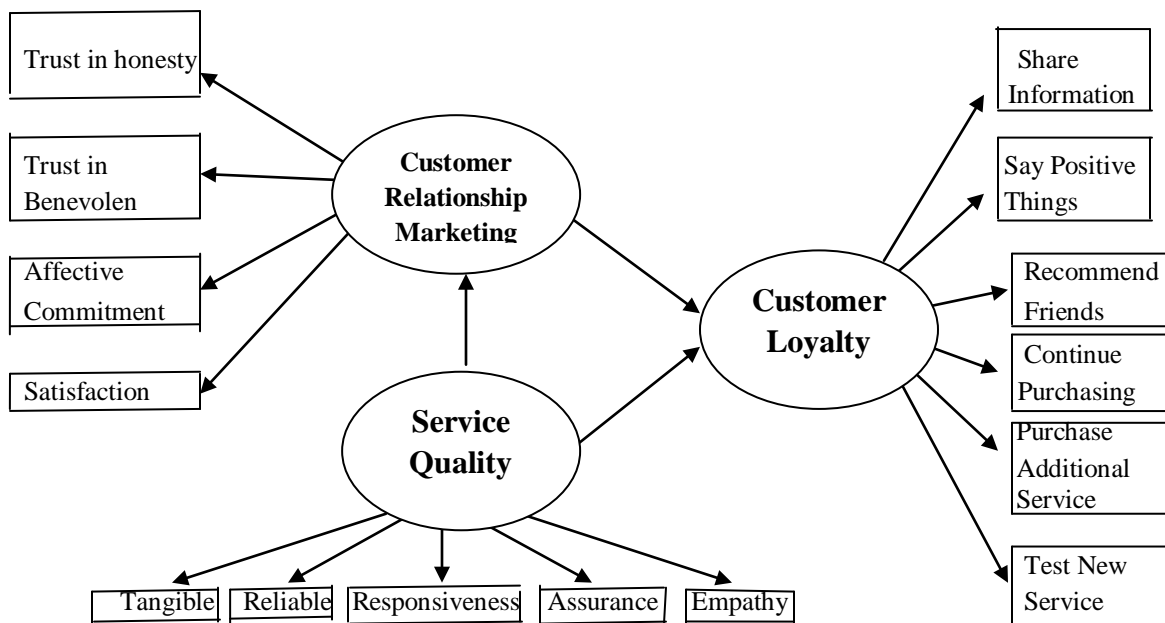 Trust in honesty
Trust in
Benevolen
Affective
Commitment
Satisfaction
Customer
Relationship
Marketing
Service
Quality
Tangible
Reliable
Responsiveness
Assurance
Empathy
Customer
Loyalty
Share
Information
Say Positive
Things
Recommend
Friends
Continue
Purchasing
Purchase
Additional
Service
Test New
Service